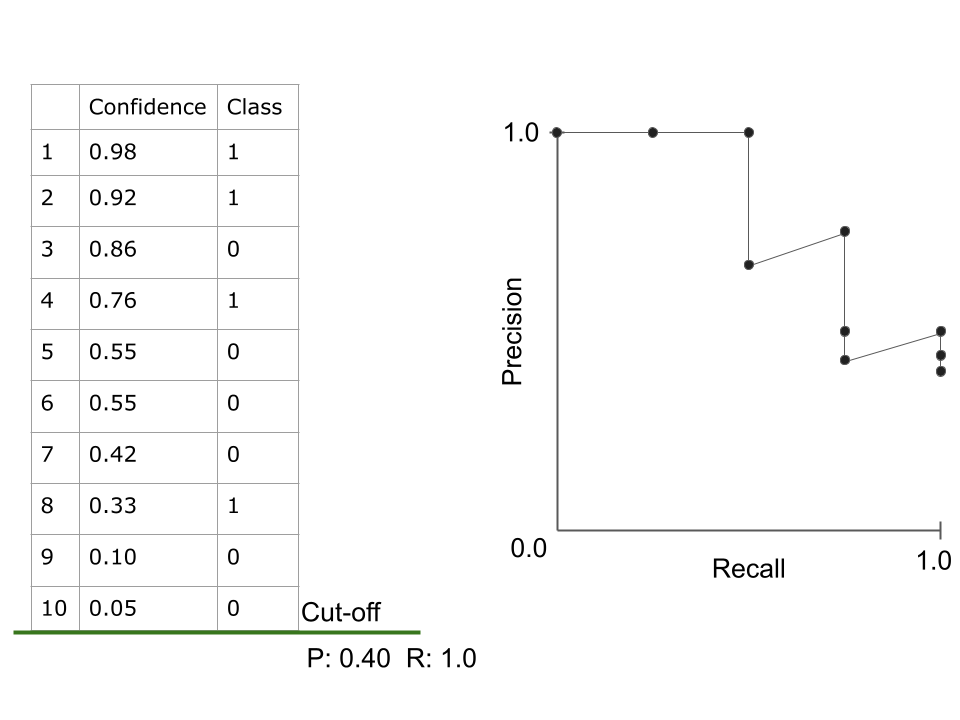 Confidence Class
1 0.98 1
2 0.92 1
3 0.86 0
4 0.76 1
5 0.55 0
6 0.55 0
7 0.42 0
8 0.33 1
9 0.10 0
10 0.05 0
Cut-off
P: 0.40 R: 1.0
1.0
Precision
0.0
Recall
1.0